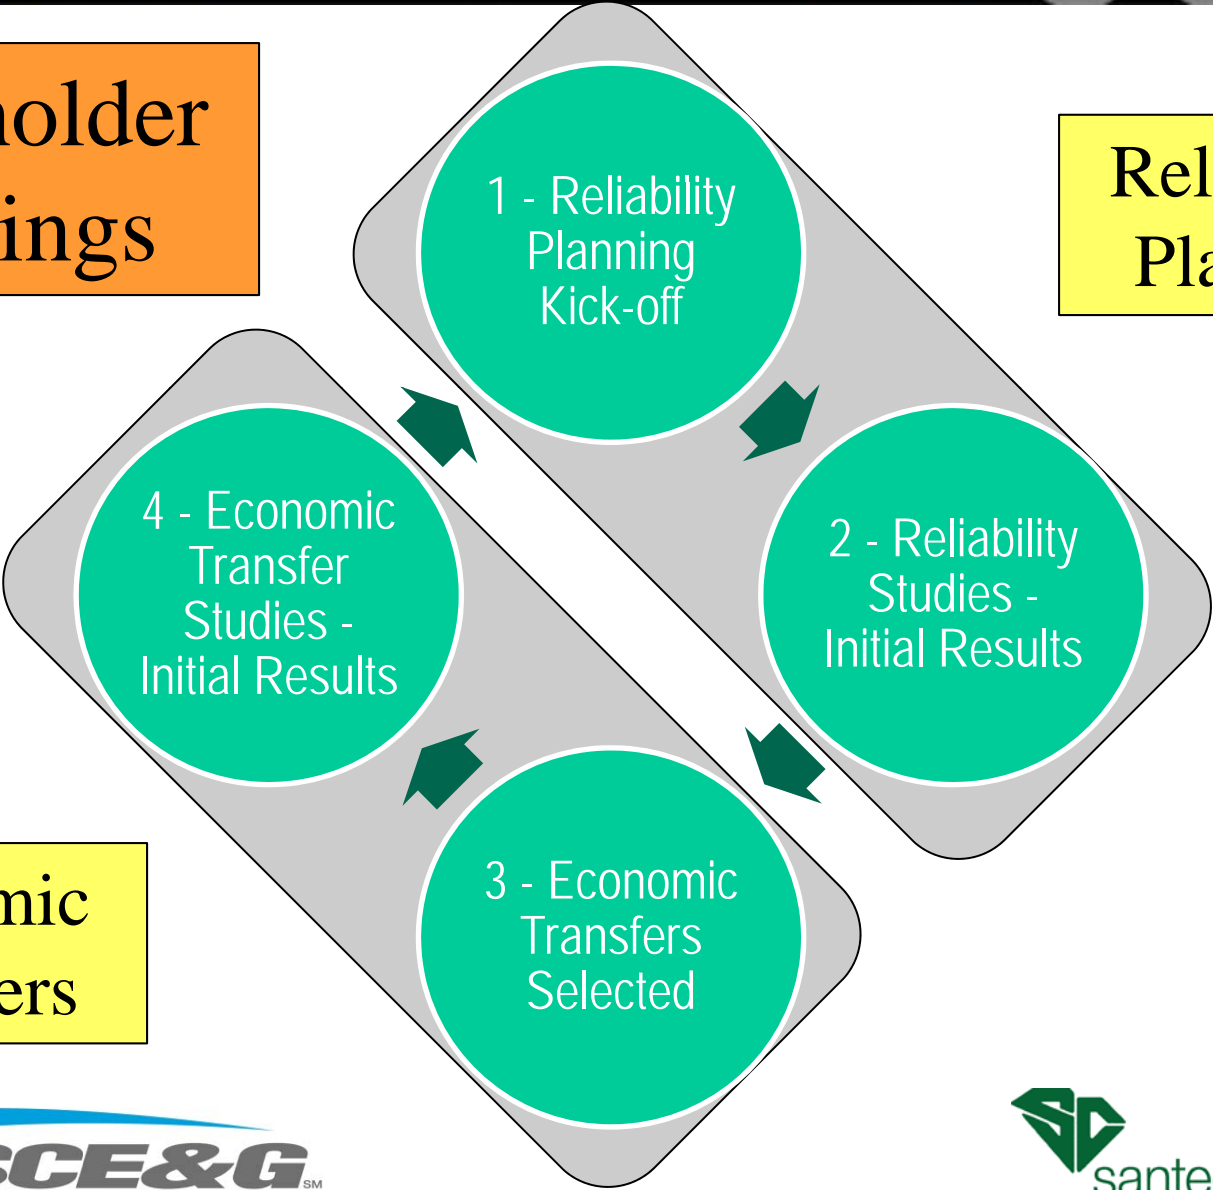 holder
ings
Rel
Pla
1 - Reliability
Planning
Kick-off
2 - Reliability
Studies -
Initial Results
3 - Economic
Transfers
Selected
4 - Economic
Transfer
Studies -
Initial Results
mic
ers
SCE&G SM
SC
sante